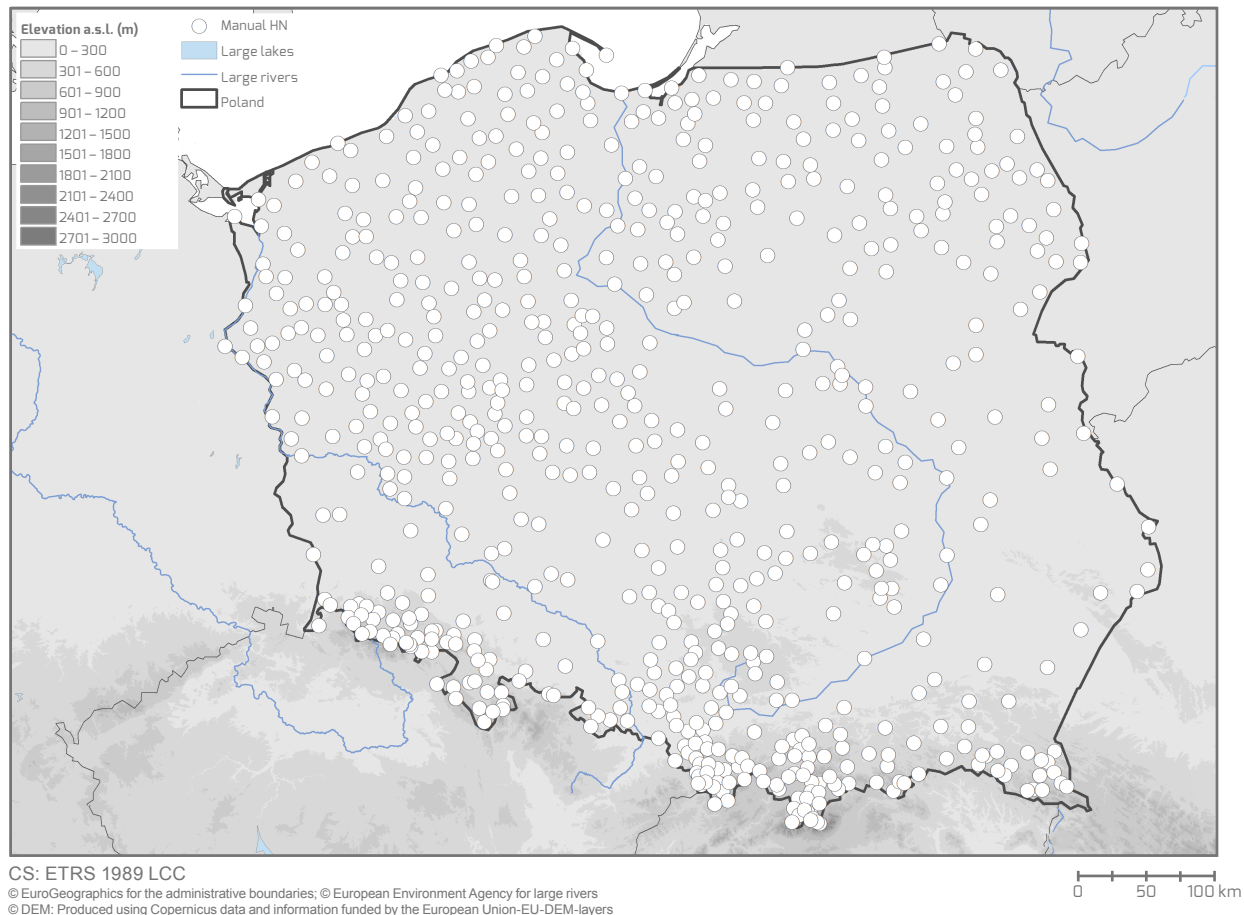 Elevation a.s.l. (m)
0 – 300
301 – 600
601 – 900
901 – 1200
1201 – 1500
1501 – 1800
1801 – 2100
2101 – 2400
2401 – 2700
2701 – 3000
Manual HN
Large lakes
Large rivers
Poland
CS: ETRS 1989 LCC
© EuroGeographics for the administrative boundaries; © European Environment Agency for large rivers
© DEM: Produced using Copernicus data and information funded by the European Union-EU-DEM-layers
0 50 100 km